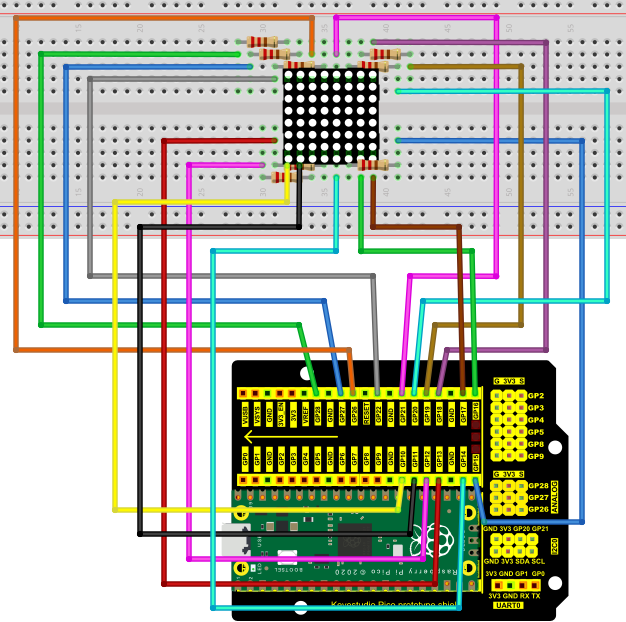 15
20
25
30
35
40
45
50
55
15
20
25
30
45
50
55
VUSB VSYS GND 3V3_EN 3V3 VREF GP28 GND GP27 GP26 RESET GP22 GND GP21 GP20 GP19 GP18 GND GP17 GP16
GP0 GP1 GND GP2 GP3 GP4 GP5 GND GP6 GP7 GP8 GP9 GND GP10 GP11 GP12 GP13 GND GP14 GP15
G 3V3 S
GP2
GP3
GP4
GP5
GP8
GP9
G 3V3 S
GP28
GP27
GP26
ANALOG
GND 3V3 GP20 GP21
I2C0
GND 3V3 SDA SCL
3V3 GND GP1 GP0
3V3 GND RX TX
UART0
BOOTSEL
Raspberry Pi Pico © 2020
Keyestudio Pico prototype shield